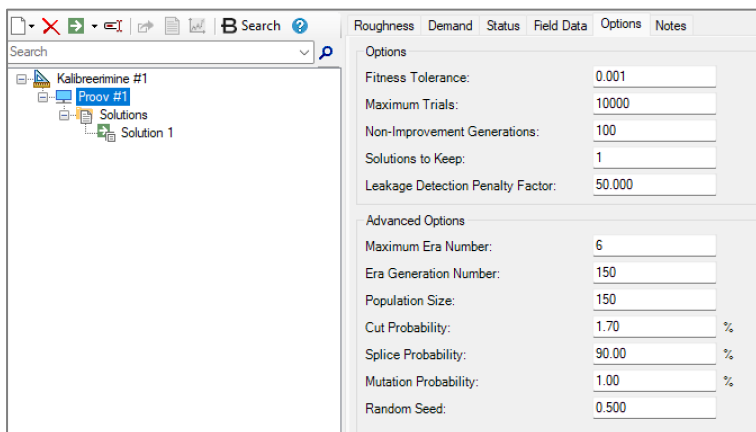 Search
Search
Kalibreerimine #1
Proov #1
Solutions
Solution 1
Roughness Demand Status Field Data Options Notes
Options
Fitness Tolerance: 0.001
Maximum Trials: 10000
Non-Improvement Generations: 100
Solutions to Keep: 1
Leakage Detection Penalty Factor: 50.000
Advanced Options
Maximum Era Number: 6
Era Generation Number: 150
Population Size: 150
Cut Probability: 1.70 %
Splice Probability: 90.00 %
Mutation Probability: 1.00 %
Random Seed: 0.500